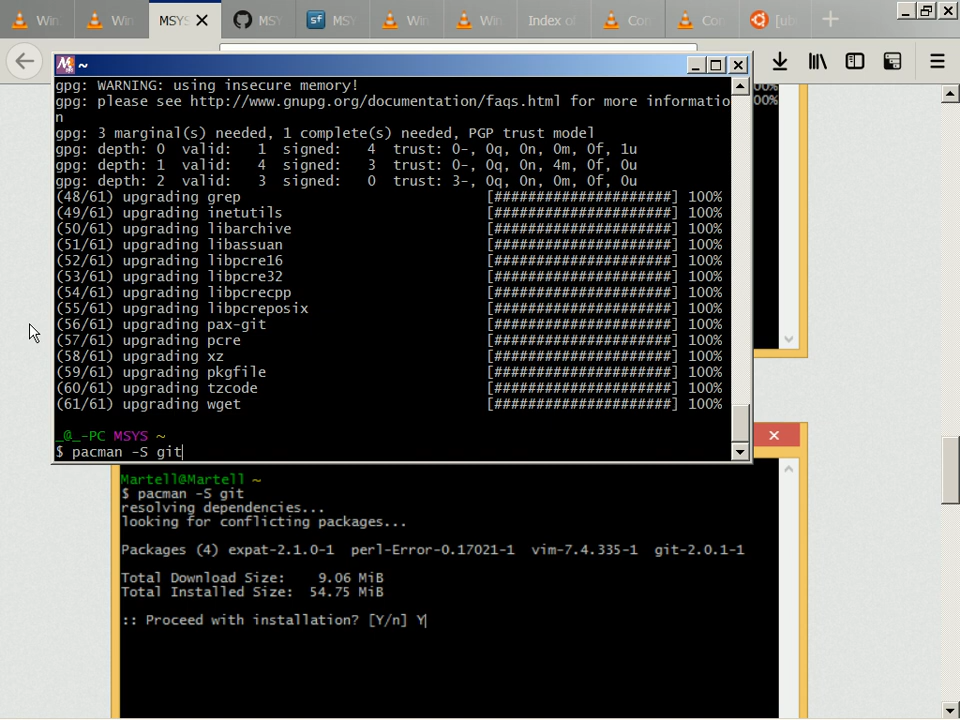 Win
Win
MSYS
MSY
MSY
Win
Win
Index of
Con
Con
[ub
~
gpg: WARNING: using insecure memory!
gpg: please see http://www.gnupg.org/documentation/faqs.html for more informatio
n
gpg: 3 marginal(s) needed, 1 complete(s) needed, PGP trust model
gpg: depth: 0  valid:   1  signed:   4  trust: 0-, 0q, 0n, 0m, 0f, 1u
gpg: depth: 1  valid:   4  signed:   3  trust: 0-, 0q, 0n, 4m, 0f, 0u
gpg: depth: 2  valid:   3  signed:   0  trust: 3-, 0q, 0n, 0m, 0f, 0u
(48/61) upgrading grep [#####################] 100%
(49/61) upgrading inetutils [#####################] 100%
(50/61) upgrading libarchive [#####################] 100%
(51/61) upgrading libassuan [#####################] 100%
(52/61) upgrading libpcre16 [#####################] 100%
(53/61) upgrading libpcre32 [#####################] 100%
(54/61) upgrading libpcrecpp [#####################] 100%
(55/61) upgrading libpcreposix [#####################] 100%
(56/61) upgrading pax-git [#####################] 100%
(57/61) upgrading pcre [#####################] 100%
(58/61) upgrading xz [#####################] 100%
(59/61) upgrading pkgfile [#####################] 100%
(60/61) upgrading tzcode [#####################] 100%
(61/61) upgrading wget [#####################] 100%
_@_-PC MSYS ~
$ pacman -S git
00%
Martell@Martell ~
$ pacman -S git
resolving dependencies...
looking for conflicting packages...
Packages (4) expat-2.1.0-1  perl-Error-0.17021-1  vim-7.4.335-1  git-2.0.1-1
Total Download Size:    9.06 MiB
Total Installed Size:  54.75 MiB
:: Proceed with installation? [Y/n] Y